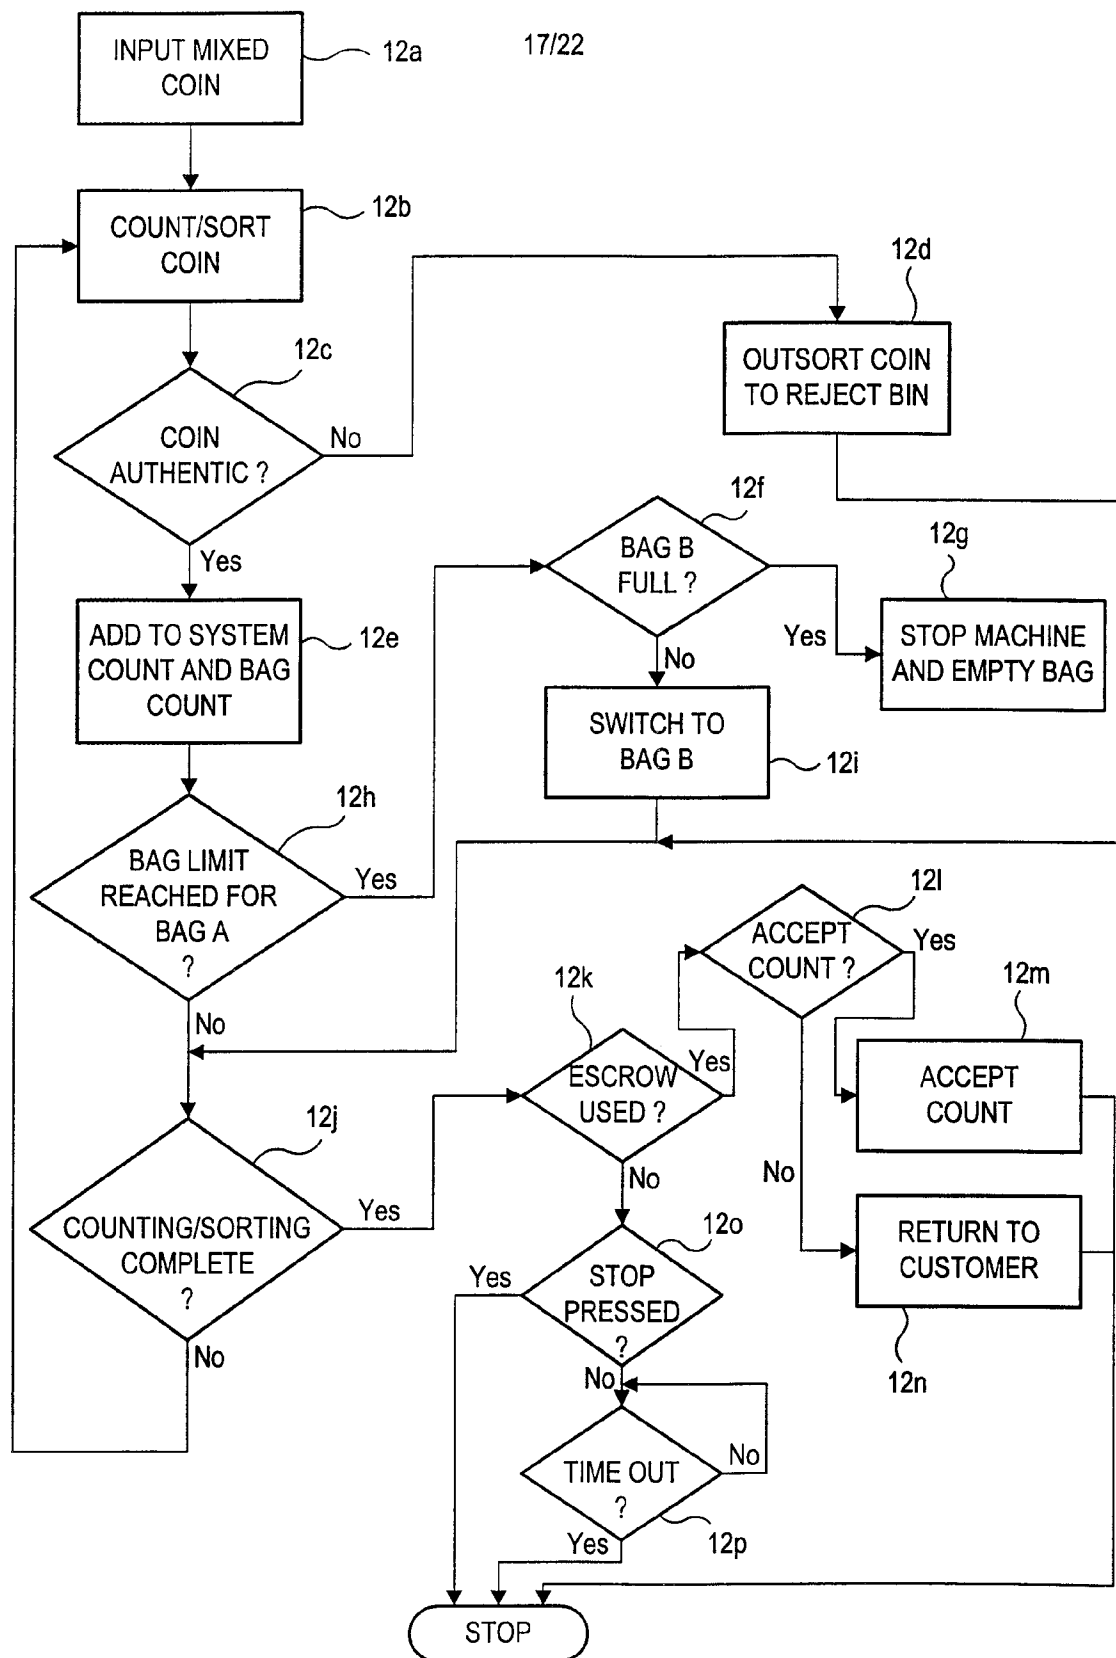 INPUT MIXED
COIN
12a
17/22
COUNT/SORT
COIN
12b
12c
COIN
AUTHENTIC ?
No
Yes
12d
OUTSORT COIN
TO REJECT BIN
ADD TO SYSTEM
COUNT AND BAG
COUNT
12e
12f
BAG B
FULL ?
Yes
No
12g
STOP MACHINE
AND EMPTY BAG
SWITCH TO
BAG B
12i
12h
BAG LIMIT
REACHED FOR
BAG A
?
Yes
No
12j
COUNTING/SORTING
COMPLETE
?
Yes
No
12k
ESCROW
USED ?
Yes
No
12l
ACCEPT
COUNT ?
Yes
No
12m
ACCEPT
COUNT
RETURN TO
CUSTOMER
12n
12o
STOP
PRESSED
?
Yes
No
TIME OUT
?
No
Yes
12p
STOP